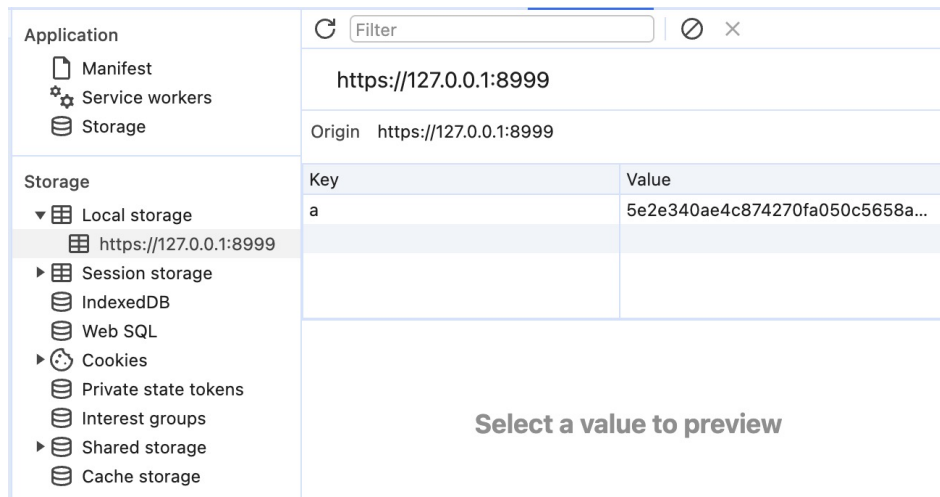 Application
Manifest
Service workers
Storage
Storage
Local storage
https://127.0.0.1:8999
Session storage
IndexedDB
Web SQL
Cookies
Private state tokens
Interest groups
Shared storage
Cache storage
Filter
https://127.0.0.1:8999
Origin https://127.0.0.1:8999
Key Value
a 5e2e340ae4c874270fa050c5658a...
Select a value to preview